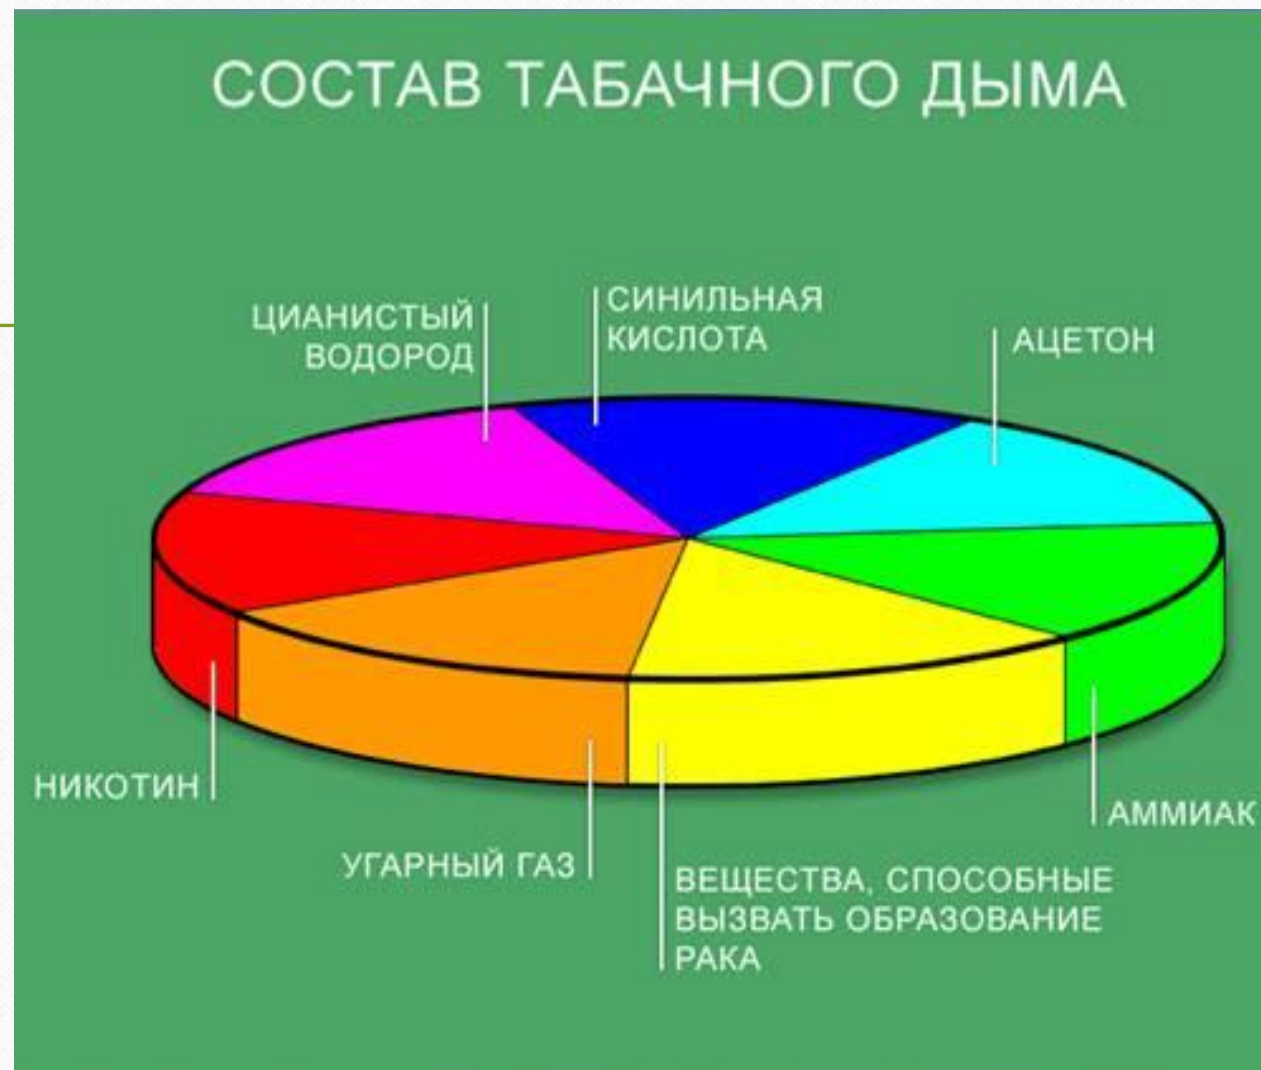 СОСТАВ ТАБАЧНОГО ДЫМА
ЦИАНИСТЫЙ
ВОДОРОД
СИНИЛЬНАЯ
КИСЛОТА
АЦЕТОН
НИКОТИН
УГАРНЫЙ ГАЗ
ВЕЩЕСТВА, СПОСОБНЫЕ
ВЫЗВАТЬ ОБРАЗОВАНИЕ
РАКА
АММИАК